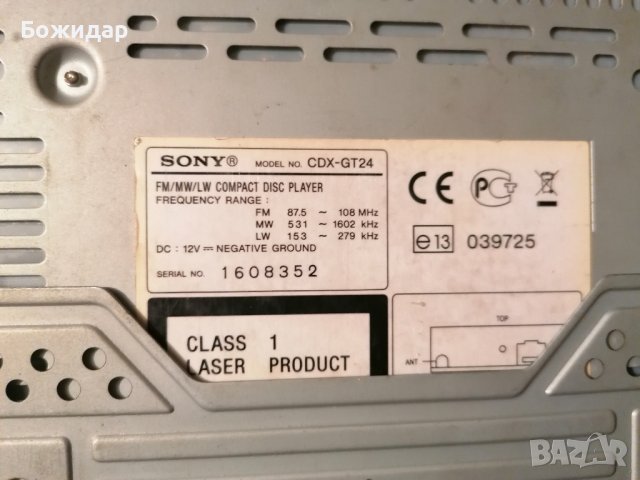 Божидар
SONY® MODEL NO. CDX-GT24
FM/MW/LW COMPACT DISC PLAYER
FREQUENCY RANGE :
FM 87.5 ~ 108 MHz
MW 531 ~ 1602 kHz
LW 153 ~ 279 kHz
DC : 12V ⎓ NEGATIVE GROUND
SERIAL NO. 1608352
CE
e13 039725
CLASS 1
LASER PRODUCT
TOP
ANT
BAZAR